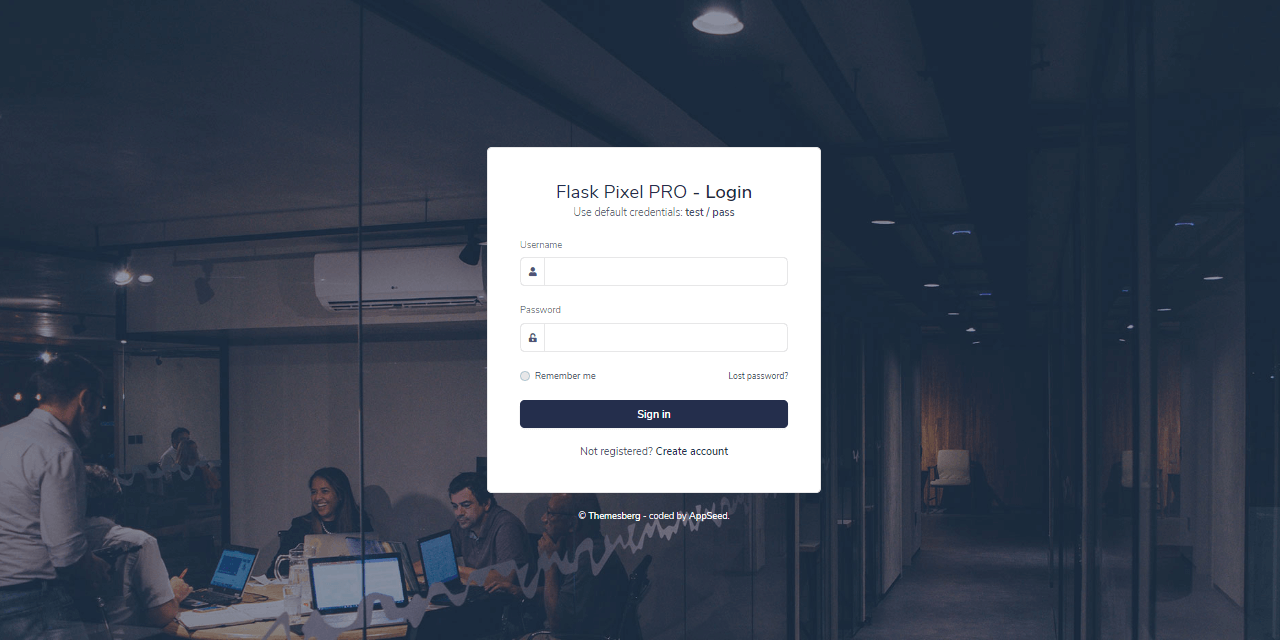 Flask Pixel PRO - Login
Use default credentials: test / pass
Username
Password
Remember me
Lost password?
Sign in
Not registered? Create account
© Themesberg - coded by AppSeed.